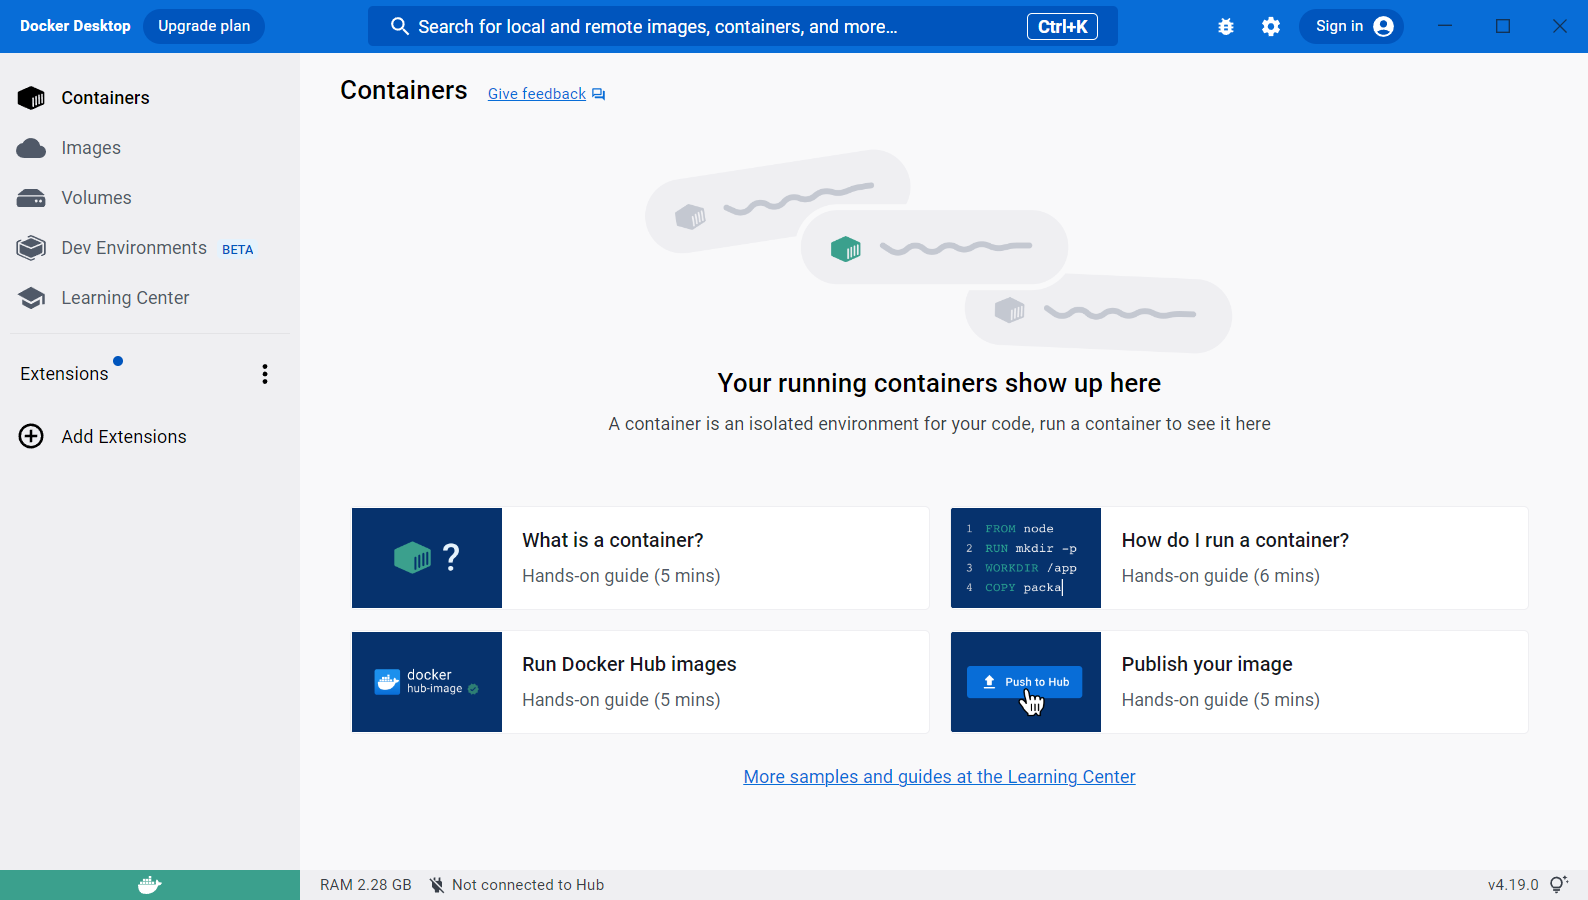 Docker Desktop
Upgrade plan
Search for local and remote images, containers, and more...
Ctrl+K
Sign in
Containers
Images
Volumes
Dev Environments BETA
Learning Center
Extensions
Add Extensions
Containers
Give feedback
Your running containers show up here
A container is an isolated environment for your code, run a container to see it here
?
What is a container?
Hands-on guide (5 mins)
1 FROM node
2 RUN mkdir -p
3 WORKDIR /app
4 COPY packa
How do I run a container?
Hands-on guide (6 mins)
docker
hub-image
Run Docker Hub images
Hands-on guide (5 mins)
Push to Hub
Publish your image
Hands-on guide (5 mins)
More samples and guides at the Learning Center
RAM 2.28 GB
Not connected to Hub
v4.19.0